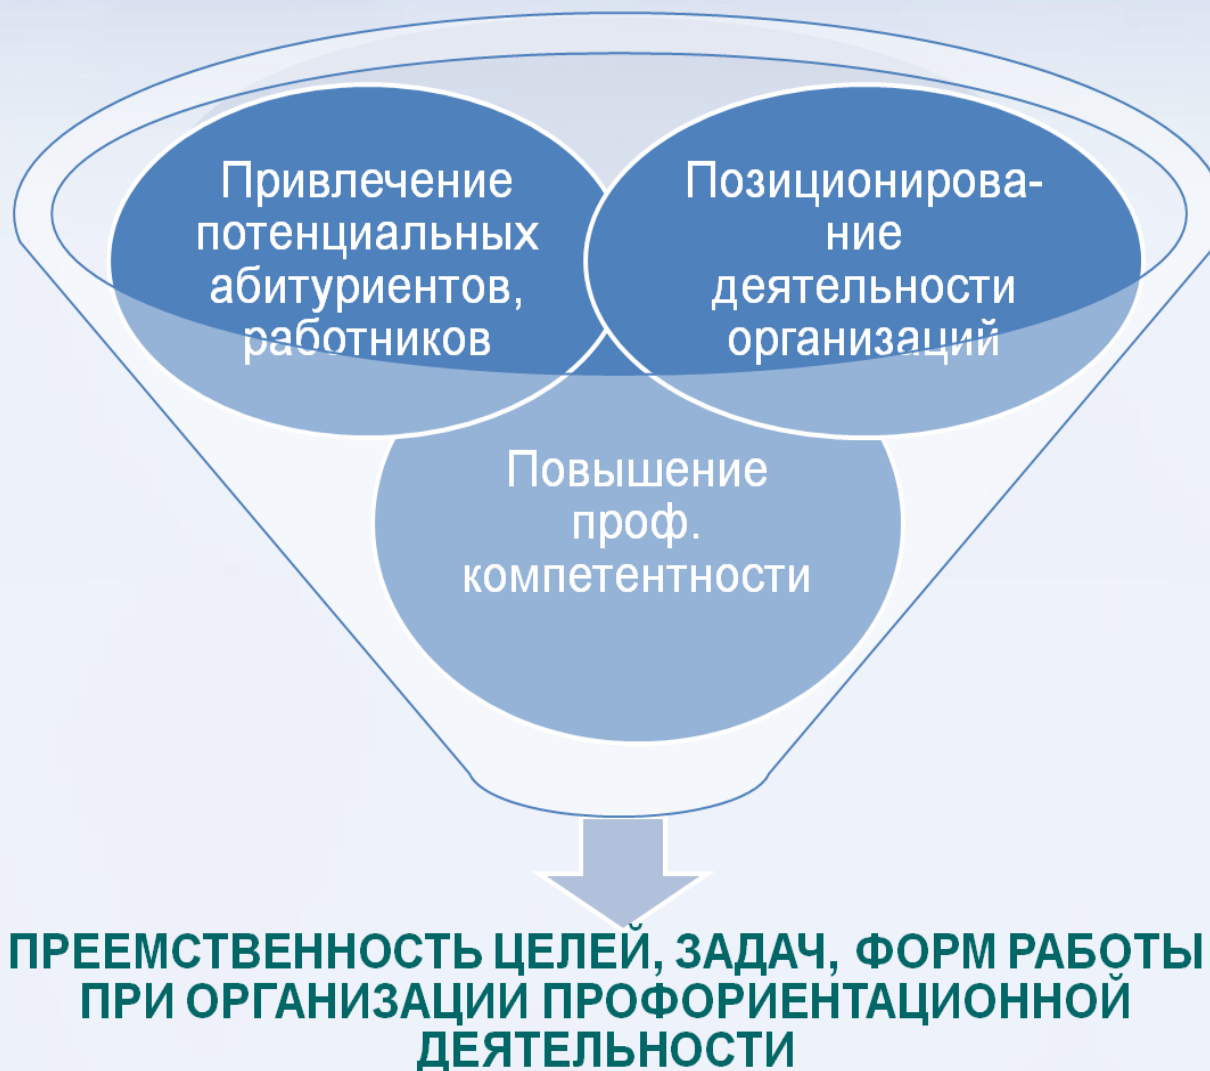 Привлечение
потенциальных
абитуриентов,
работников
Позиционирова-
ние
деятельности
организаций
Повышение
проф.
компетентности
ПРЕЕМСТВЕННОСТЬ ЦЕЛЕЙ, ЗАДАЧ, ФОРМ РАБОТЫ
ПРИ ОРГАНИЗАЦИИ ПРОФОРИЕНТАЦИОННОЙ
ДЕЯТЕЛЬНОСТИ